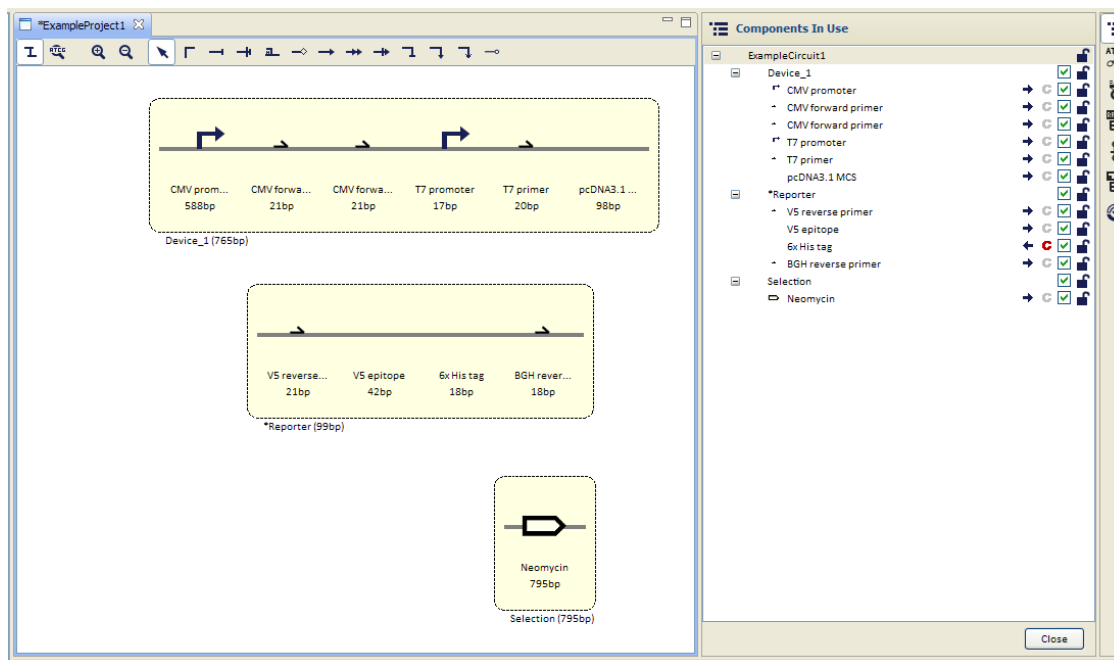 *ExampleProject1
RTCG
CMV prom... CMV forwa... CMV forwa... T7 promoter T7 primer pcDNA3.1 ...
588bp 21bp 21bp 17bp 20bp 98bp
Device_1 (765bp)
V5 reverse... V5 epitope 6x His tag BGH rever...
21bp 42bp 18bp 18bp
*Reporter (99bp)
Neomycin
795bp
Selection (795bp)
Components In Use
ExampleCircuit1
Device_1
CMV promoter C
CMV forward primer C
CMV forward primer C
T7 promoter C
T7 primer C
pcDNA3.1 MCS C
*Reporter
V5 reverse primer C
V5 epitope C
6x His tag C
BGH reverse primer C
Selection
Neomycin C
Close